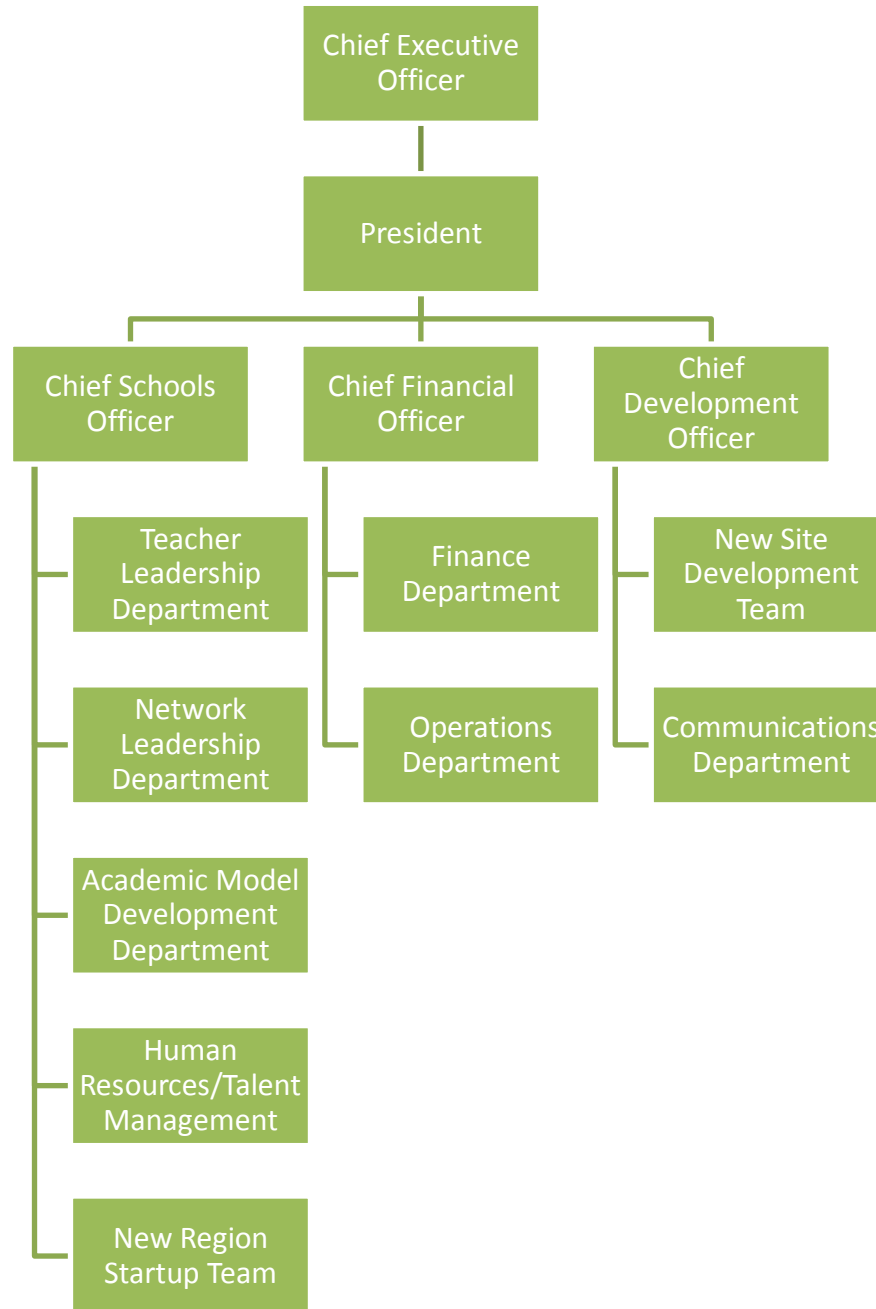 Chief Executive
Officer
President
Chief Schools
Officer
Chief Financial
Officer
Chief
Development
Officer
Teacher
Leadership
Department
Finance
Department
New Site
Development
Team
Network
Leadership
Department
Operations
Department
Communications
Department
Academic Model
Development
Department
Human
Resources/Talent
Management
New Region
Startup Team